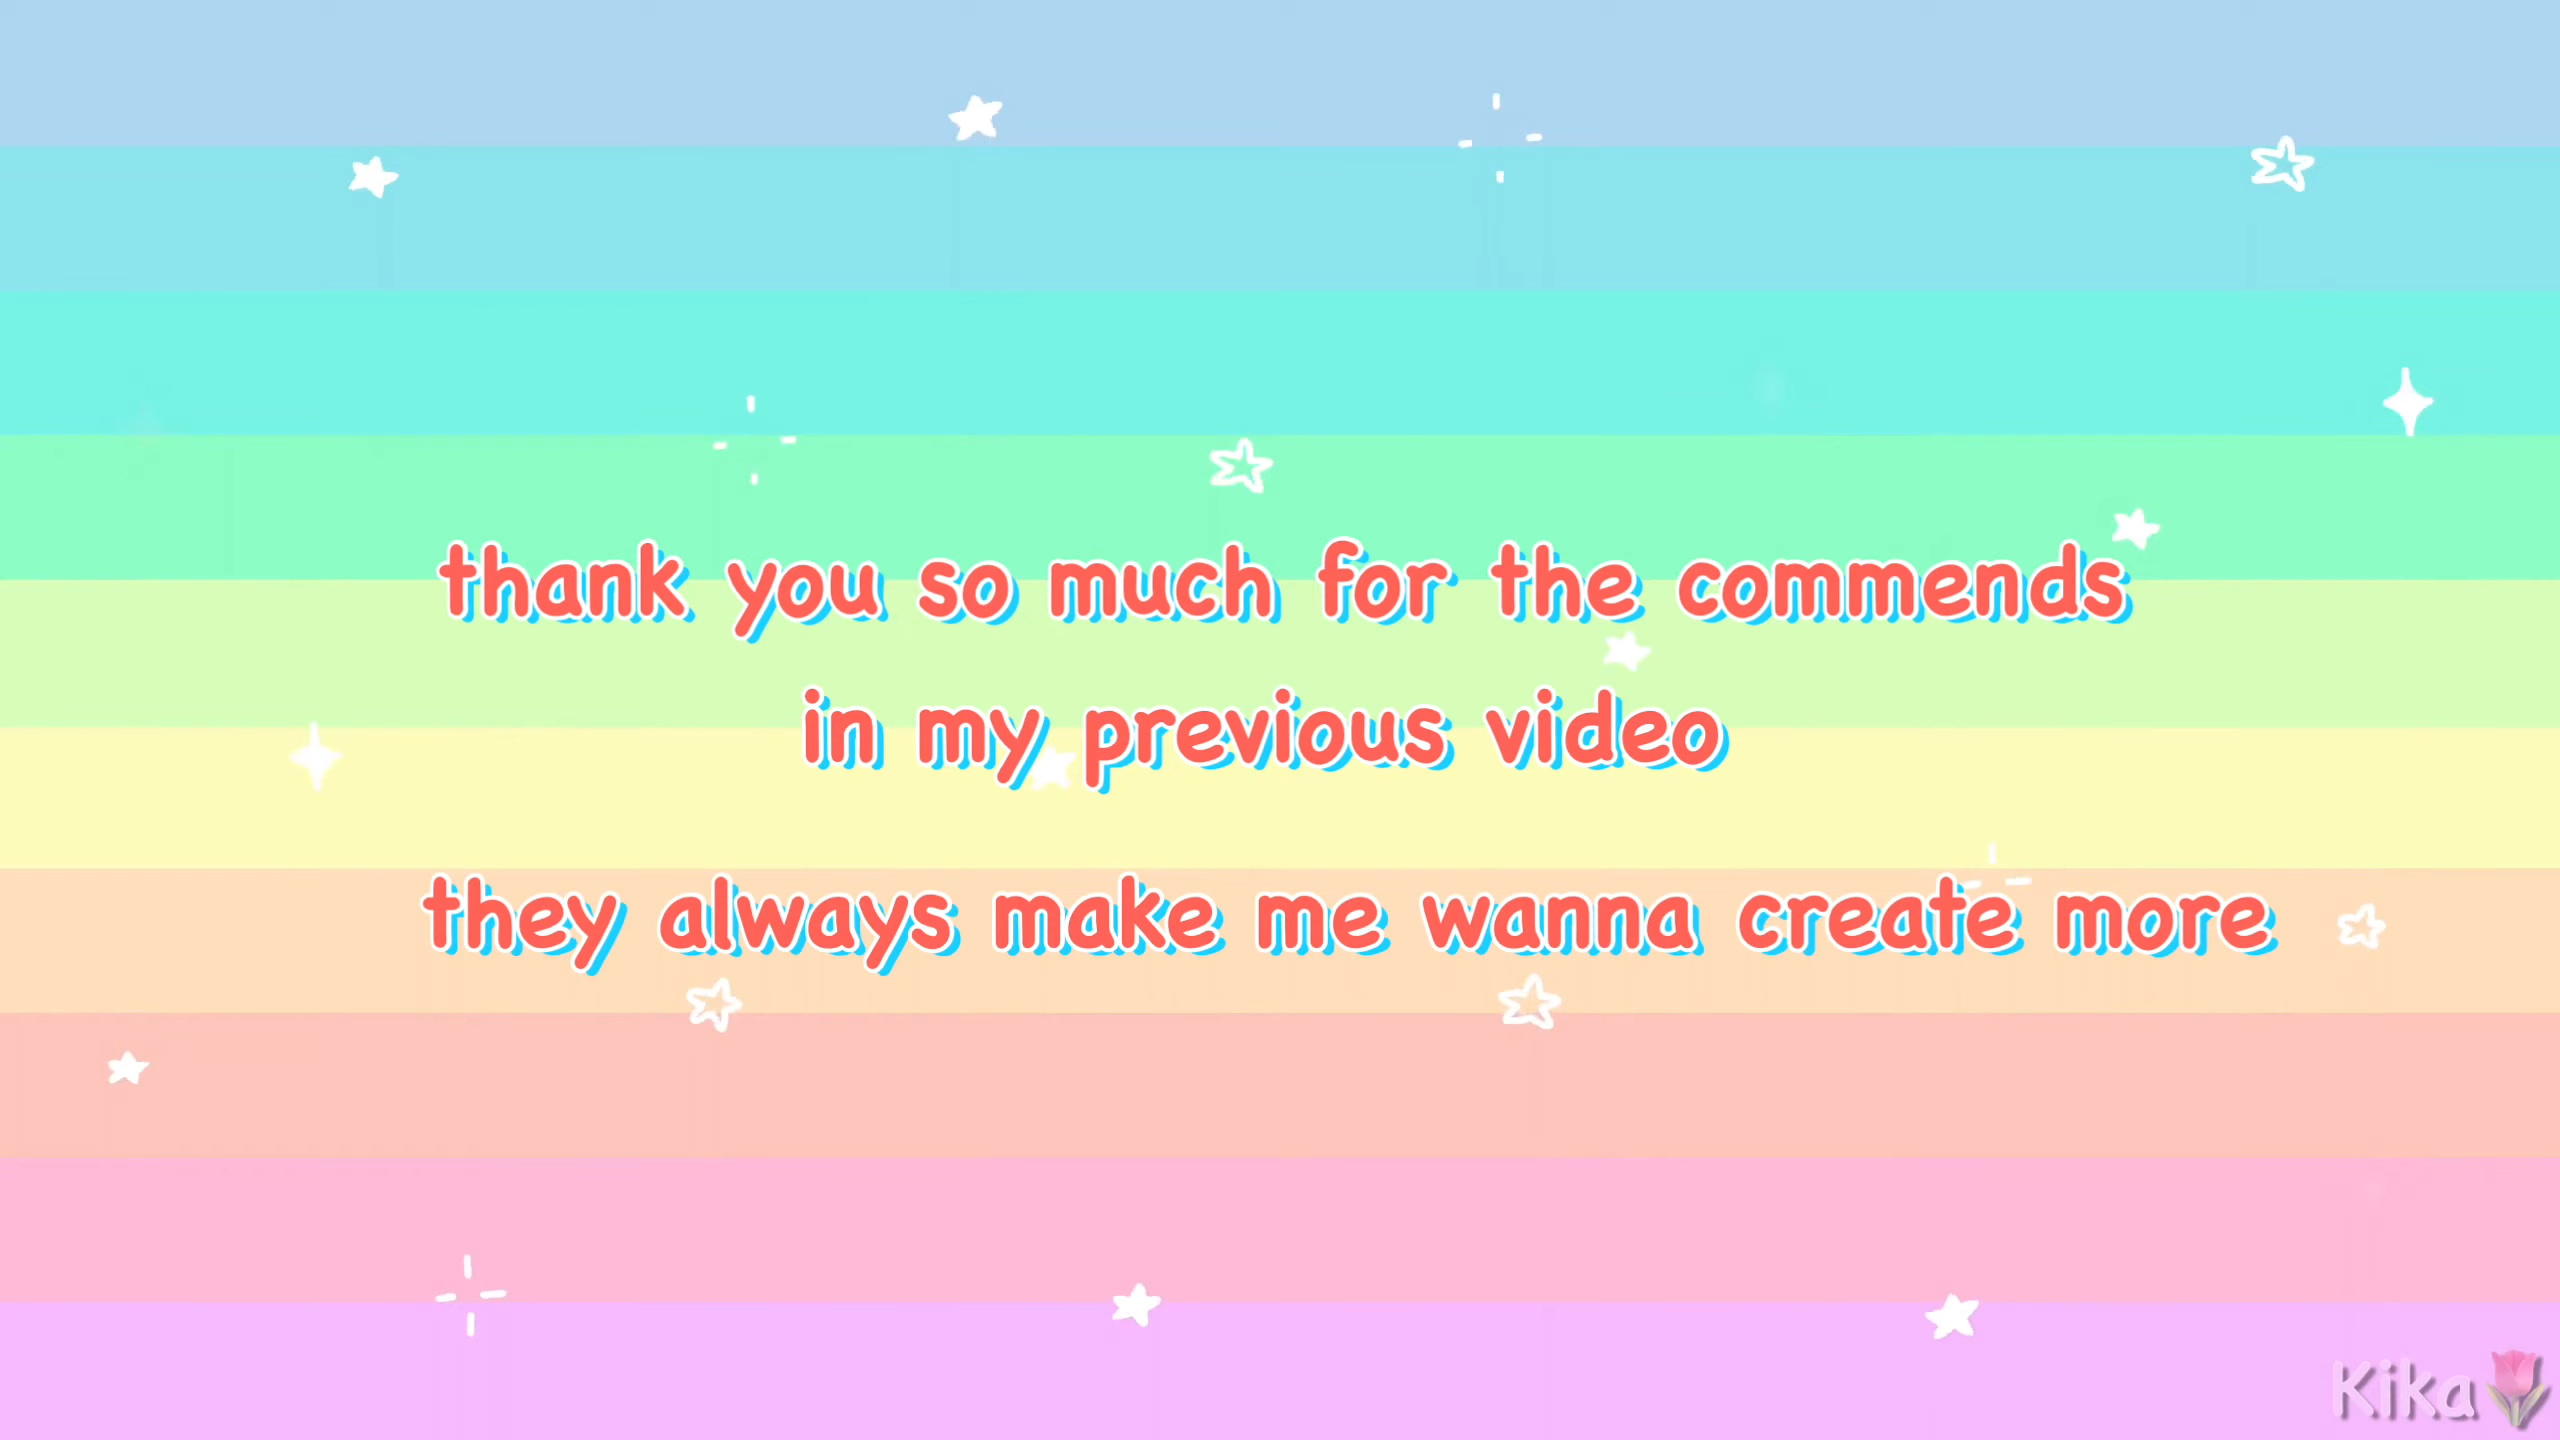 thank you so much for the commends
in my previous video
they always make me wanna create more
Kika